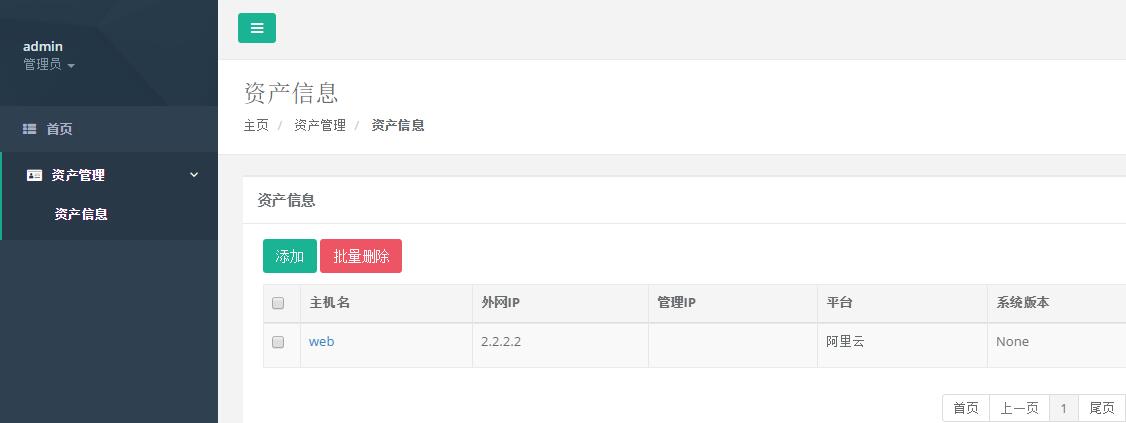 admin
管理员
首页
资产管理
资产信息
资产信息
主页 / 资产管理 / 资产信息
资产信息
添加 批量删除
主机名 外网IP 管理IP 平台 系统版本
web 2.2.2.2 阿里云 None
首页 上一页 1 尾页